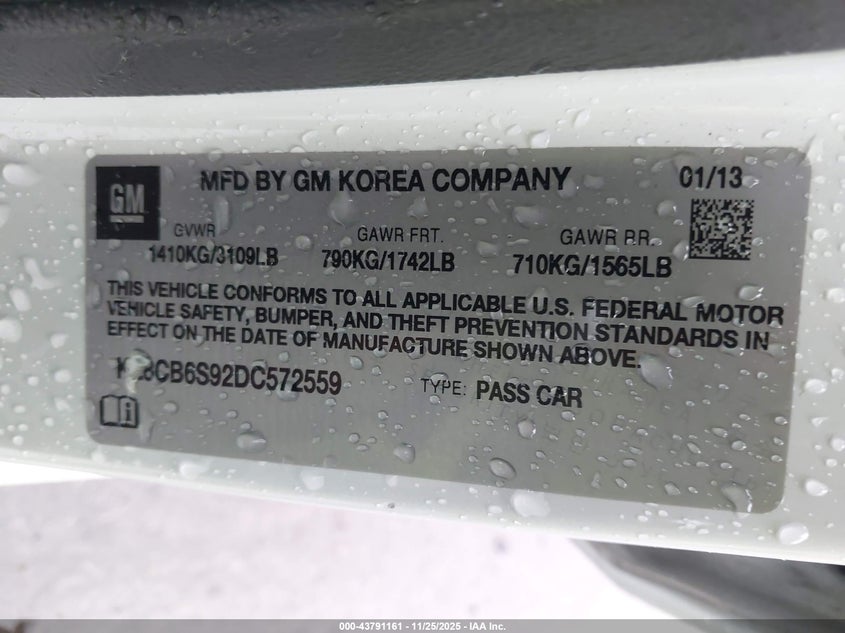 GM
MFD BY GM KOREA COMPANY 01/13
GVWR GAWR FRT. GAWR RR.
1410KG/3109LB 790KG/1742LB 710KG/1565LB
THIS VEHICLE CONFORMS TO ALL APPLICABLE U.S. FEDERAL MOTOR
VEHICLE SAFETY, BUMPER, AND THEFT PREVENTION STANDARDS IN
EFFECT ON THE DATE OF MANUFACTURE SHOWN ABOVE.
TYPE: PASS CAR
000-43791161 - 11/25/2025 - IAA Inc.